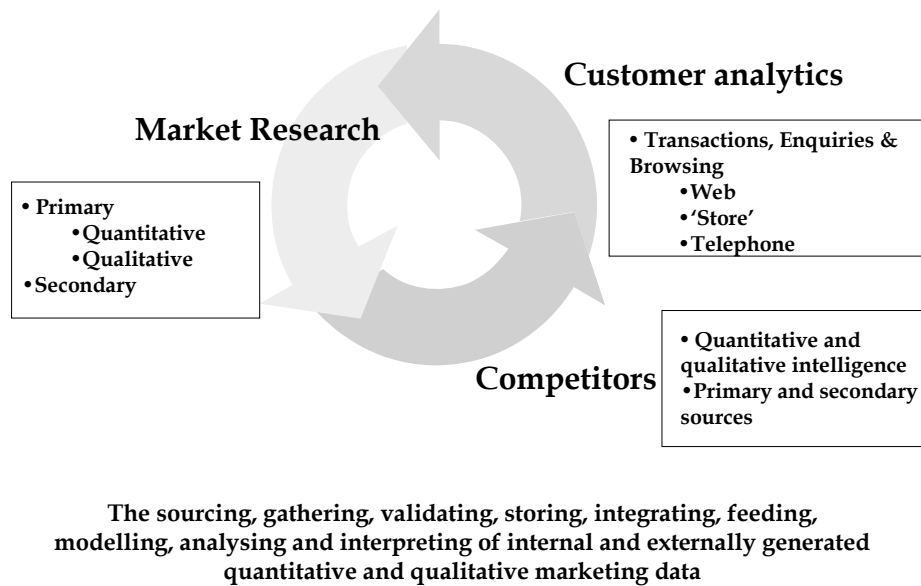 Customer analytics
• Transactions, Enquiries &
Browsing
•Web
•‘Store’
•Telephone
Market Research
• Primary
•Quantitative
•Qualitative
•Secondary
Competitors
• Quantitative and
qualitative intelligence
•Primary and secondary
sources
The sourcing, gathering, validating, storing, integrating, feeding,
modelling, analysing and interpreting of internal and externally generated
quantitative and qualitative marketing data